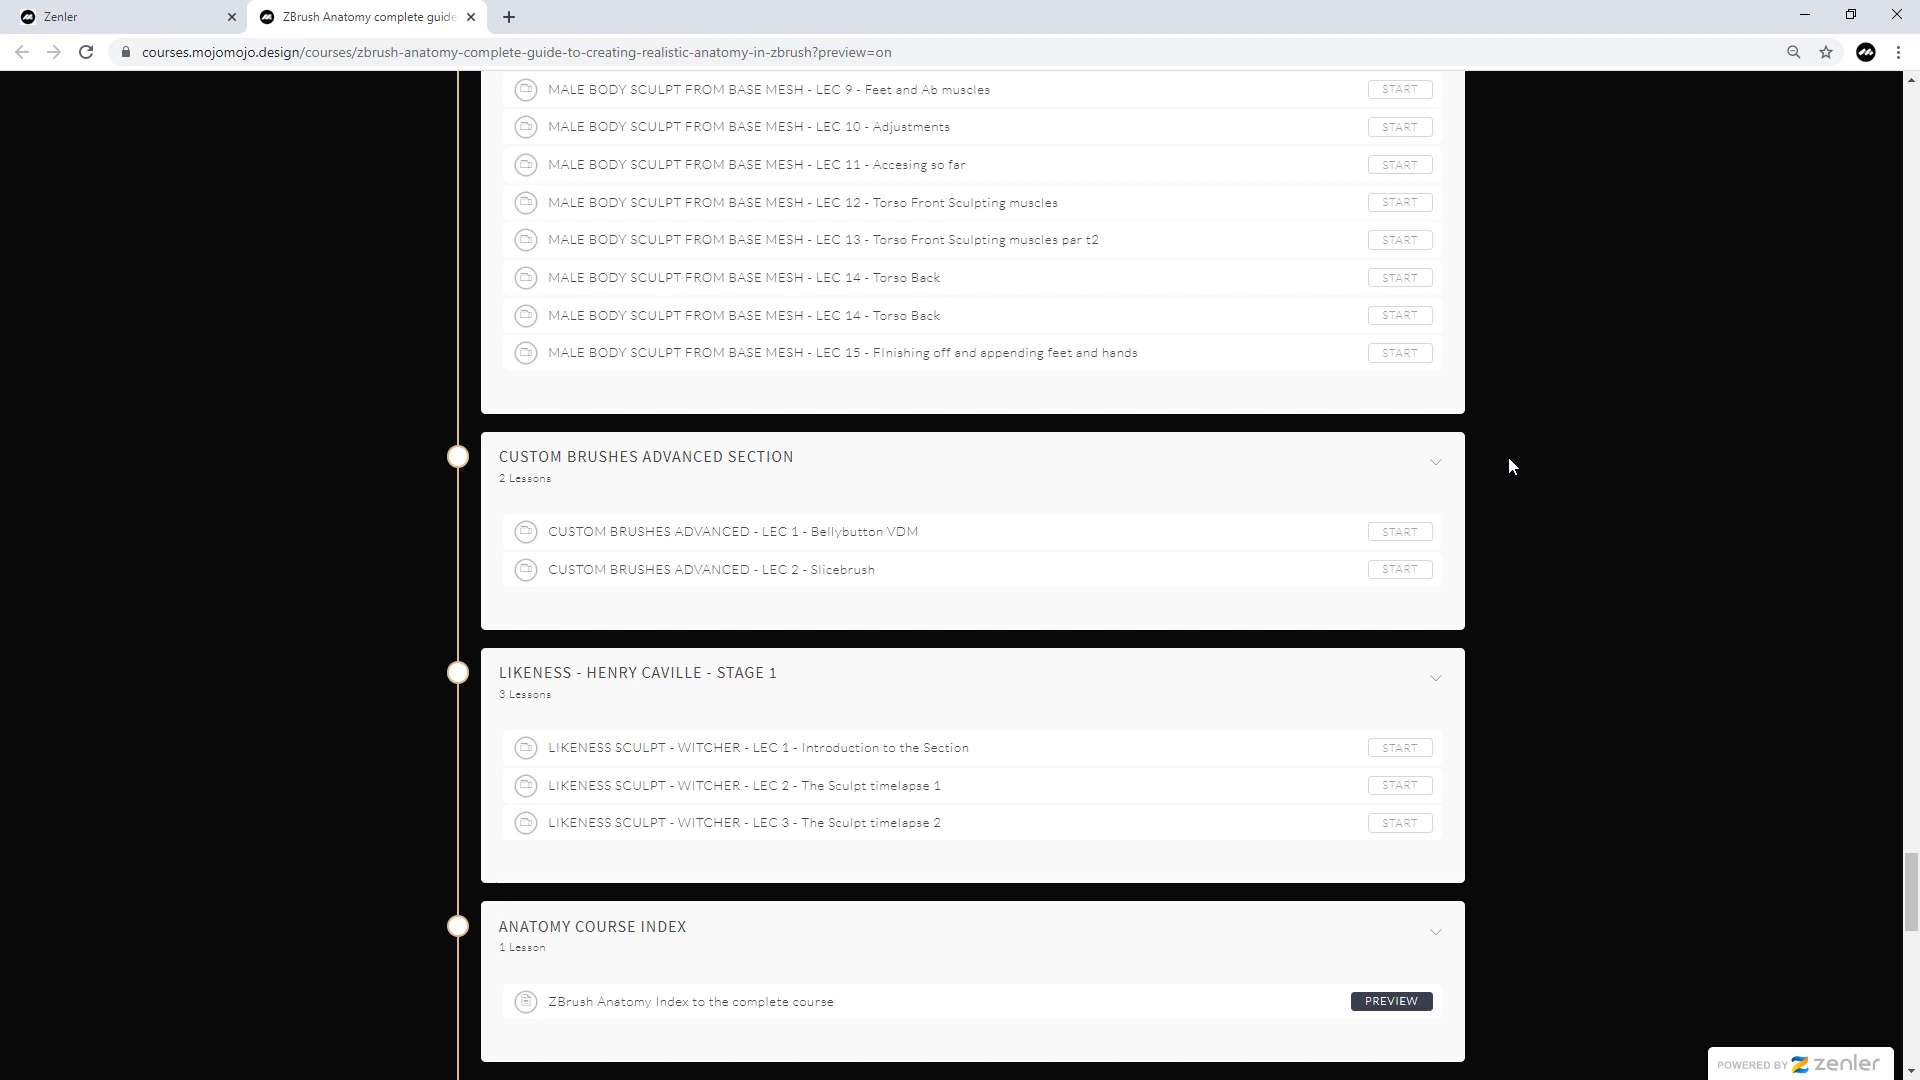 Zenler
ZBrush Anatomy complete guide
courses.mojomojo.design/courses/zbrush-anatomy-complete-guide-to-creating-realistic-anatomy-in-zbrush?preview=on
MALE BODY SCULPT FROM BASE MESH - LEC 9 - Feet and Ab muscles START
MALE BODY SCULPT FROM BASE MESH - LEC 10 - Adjustments START
MALE BODY SCULPT FROM BASE MESH - LEC 11 - Accesing so far START
MALE BODY SCULPT FROM BASE MESH - LEC 12 - Torso Front Sculpting muscles START
MALE BODY SCULPT FROM BASE MESH - LEC 13 - Torso Front Sculpting muscles par t2 START
MALE BODY SCULPT FROM BASE MESH - LEC 14 - Torso Back START
MALE BODY SCULPT FROM BASE MESH - LEC 14 - Torso Back START
MALE BODY SCULPT FROM BASE MESH - LEC 15 - FInishing off and appending feet and hands START
CUSTOM BRUSHES ADVANCED SECTION
2 Lessons
CUSTOM BRUSHES ADVANCED - LEC 1 - Bellybutton VDM START
CUSTOM BRUSHES ADVANCED - LEC 2 - Slicebrush START
LIKENESS - HENRY CAVILLE - STAGE 1
3 Lessons
LIKENESS SCULPT - WITCHER - LEC 1 - Introduction to the Section START
LIKENESS SCULPT - WITCHER - LEC 2 - The Sculpt timelapse 1 START
LIKENESS SCULPT - WITCHER - LEC 3 - The Sculpt timelapse 2 START
ANATOMY COURSE INDEX
1 Lesson
ZBrush Anatomy Index to the complete course PREVIEW
POWERED BY zenler